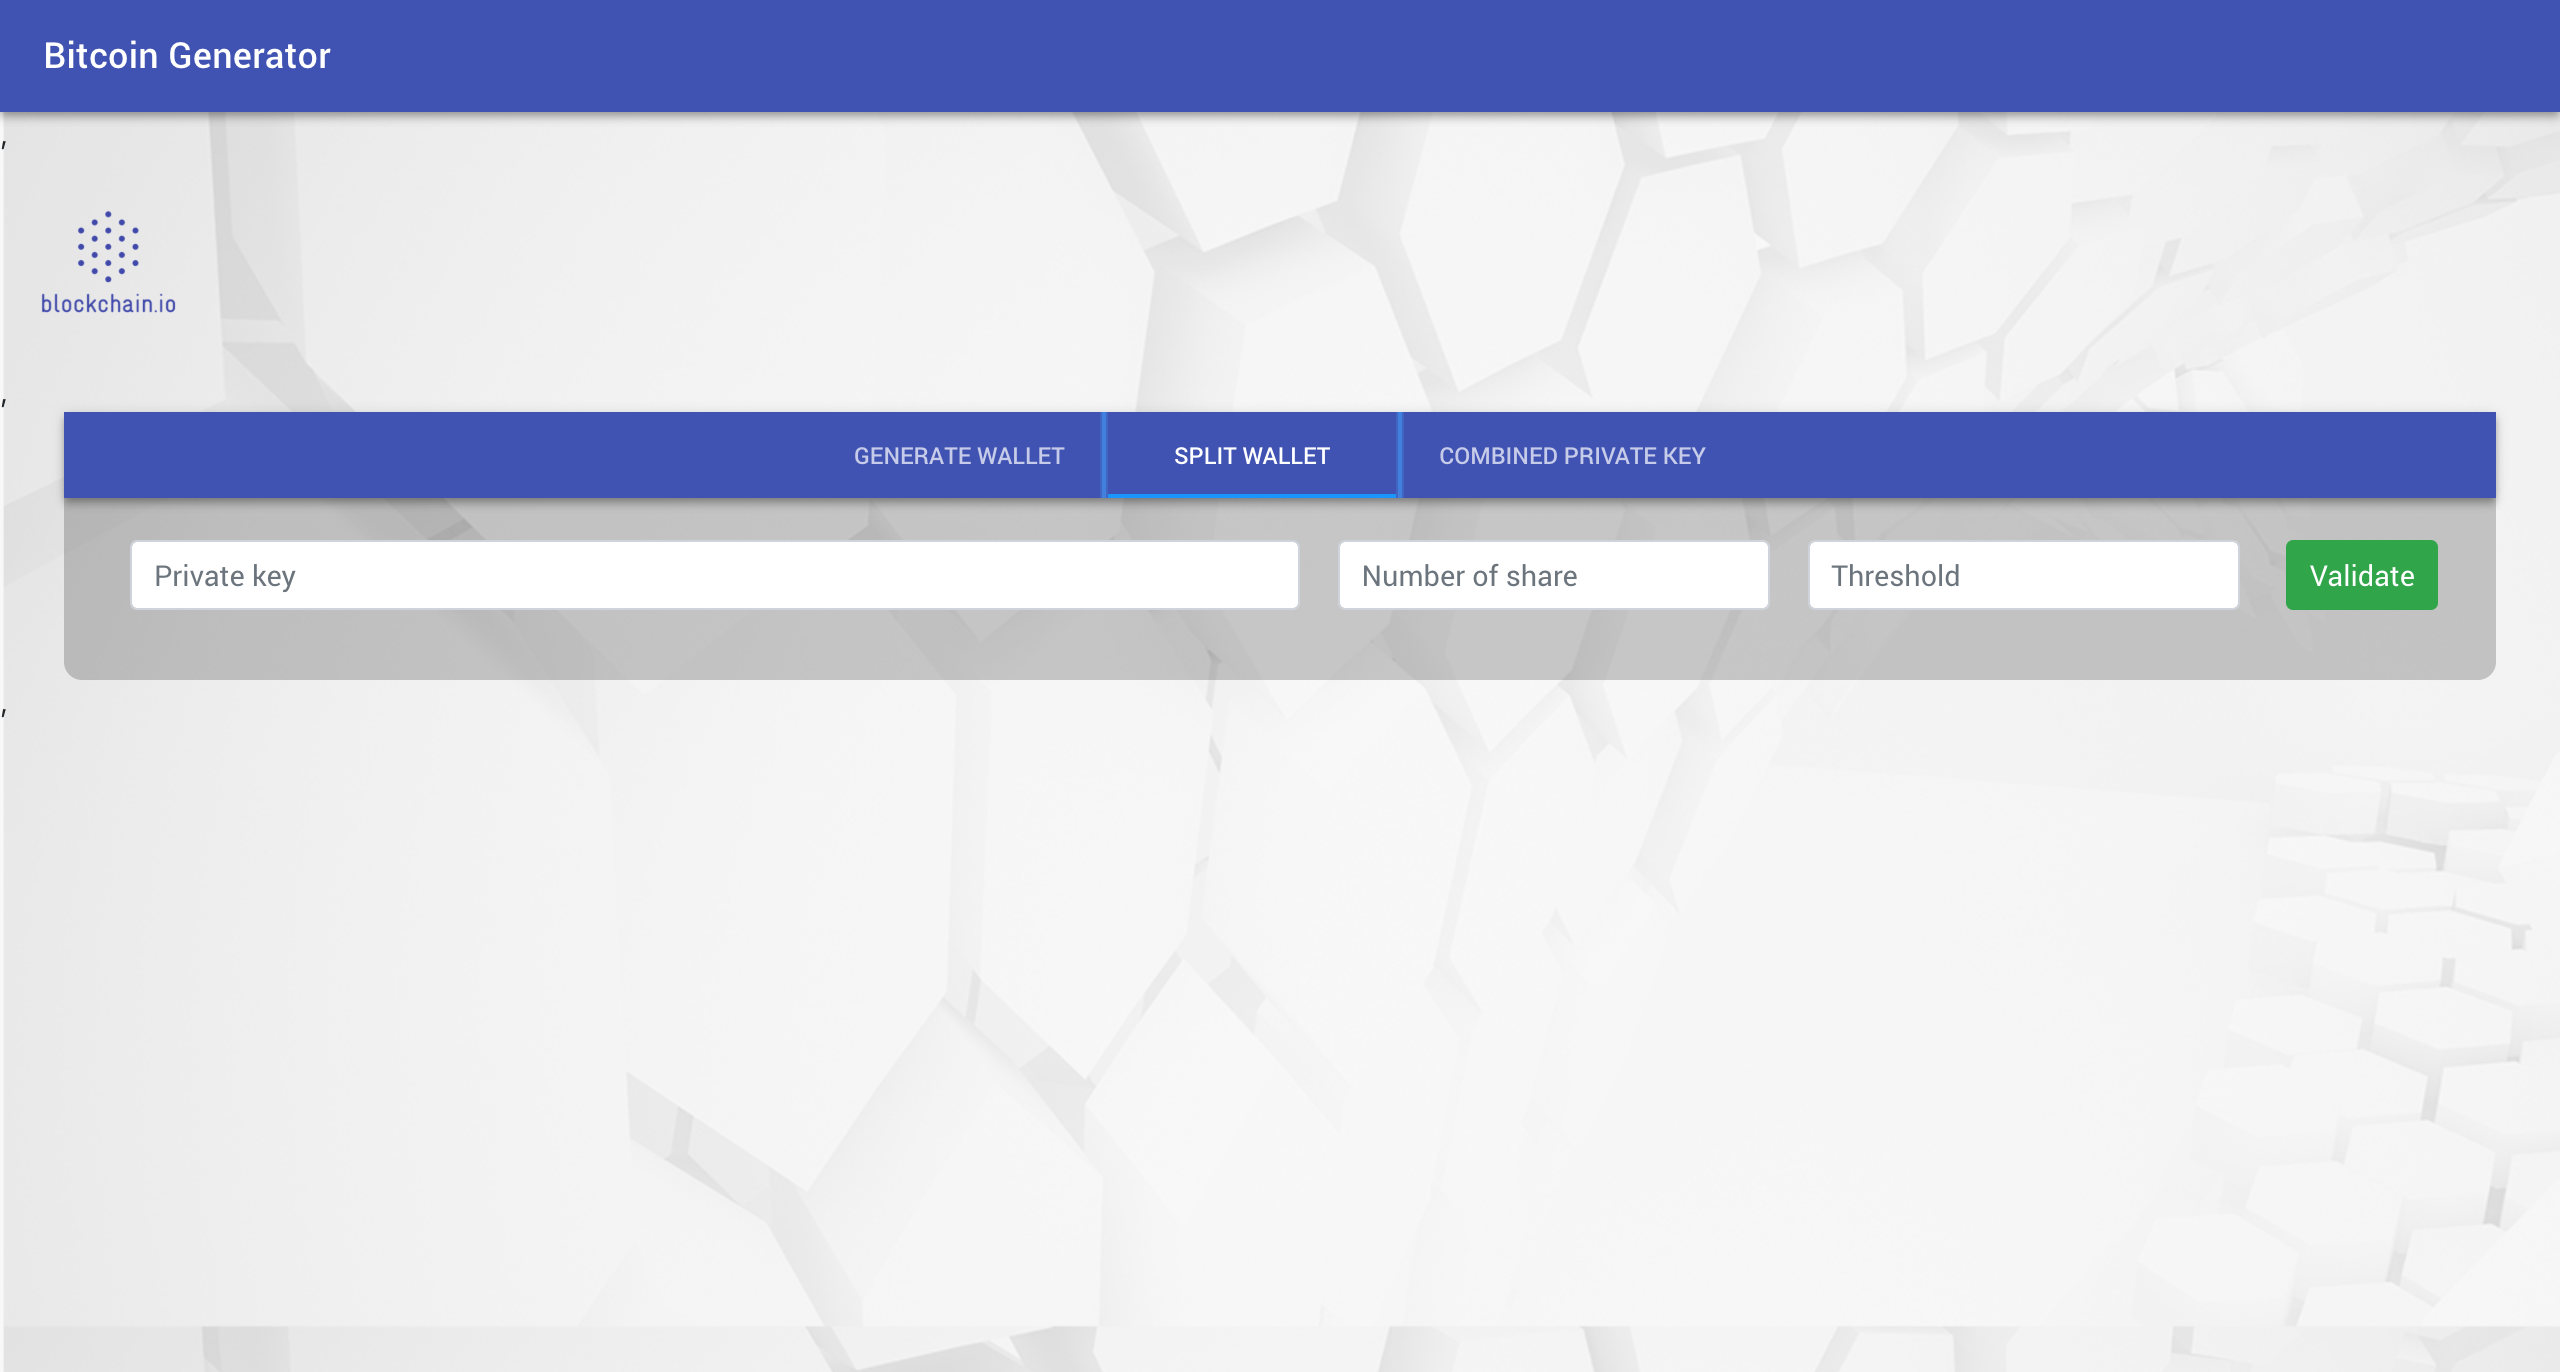 Bitcoin Generator
,
blockchain.io
,
GENERATE WALLET SPLIT WALLET COMBINED PRIVATE KEY
Private key Number of share Threshold Validate
,